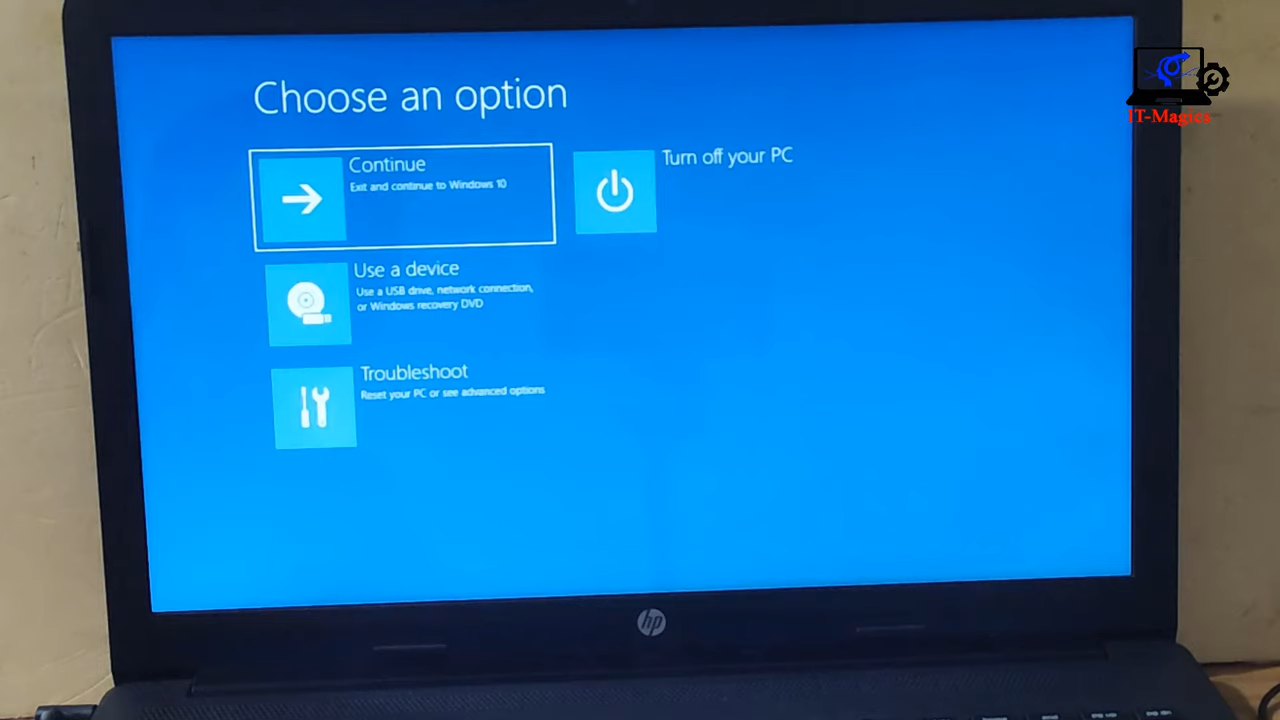 Choose an option
Continue
Exit and continue to Windows 10
Turn off your PC
Use a device
Use a USB drive, network connection,
or Windows recovery DVD
Troubleshoot
Reset your PC or see advanced options
hp
IT-Magics